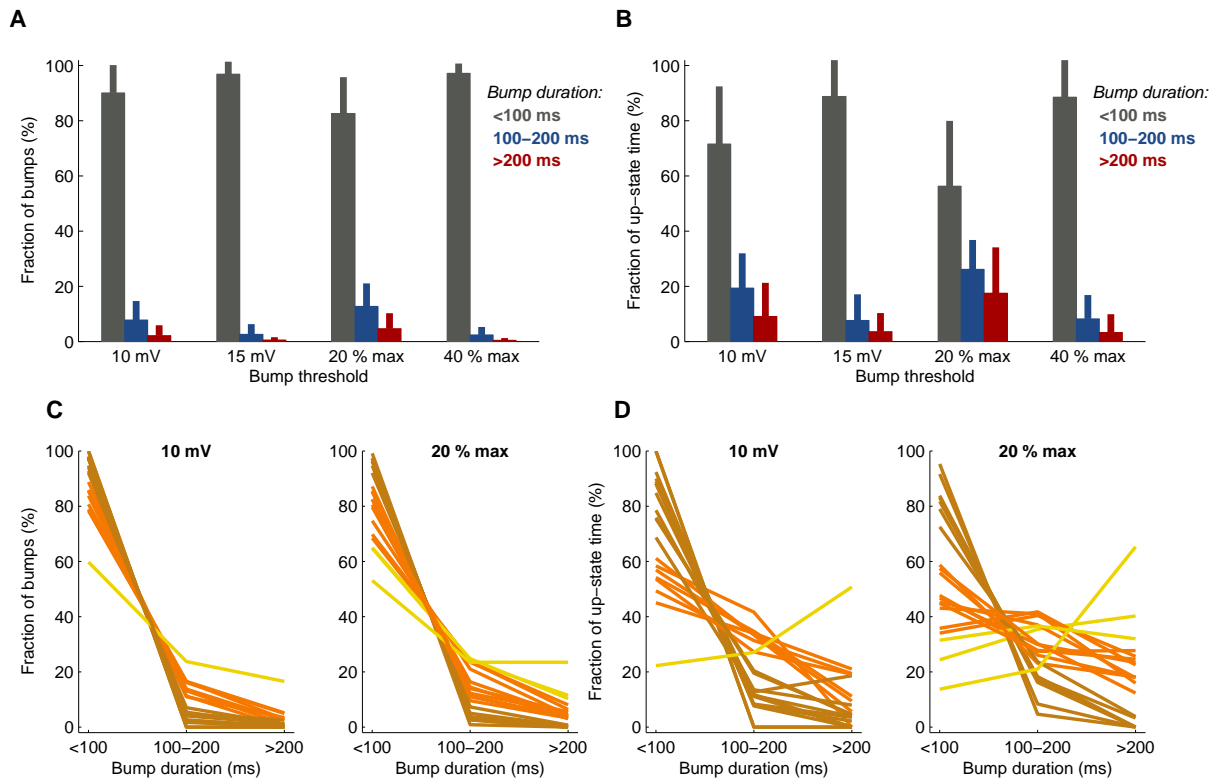 A
Fraction of bumps (%)
100
80
60
40
20
0
10 mV
15 mV
20 % max
40 % max
Bump threshold
Bump duration:
<100 ms
100−200 ms
>200 ms
B
Fraction of up−state time (%)
100
80
60
40
20
0
10 mV
15 mV
20 % max
40 % max
Bump threshold
Bump duration:
<100 ms
100−200 ms
>200 ms
C
10 mV
Fraction of bumps (%)
100
80
60
40
20
0
<100
100−200
>200
Bump duration (ms)
20 % max
100
80
60
40
20
0
<100
100−200
>200
Bump duration (ms)
D
10 mV
Fraction of up−state time (%)
100
80
60
40
20
0
<100
100−200
>200
Bump duration (ms)
20 % max
100
80
60
40
20
0
<100
100−200
>200
Bump duration (ms)